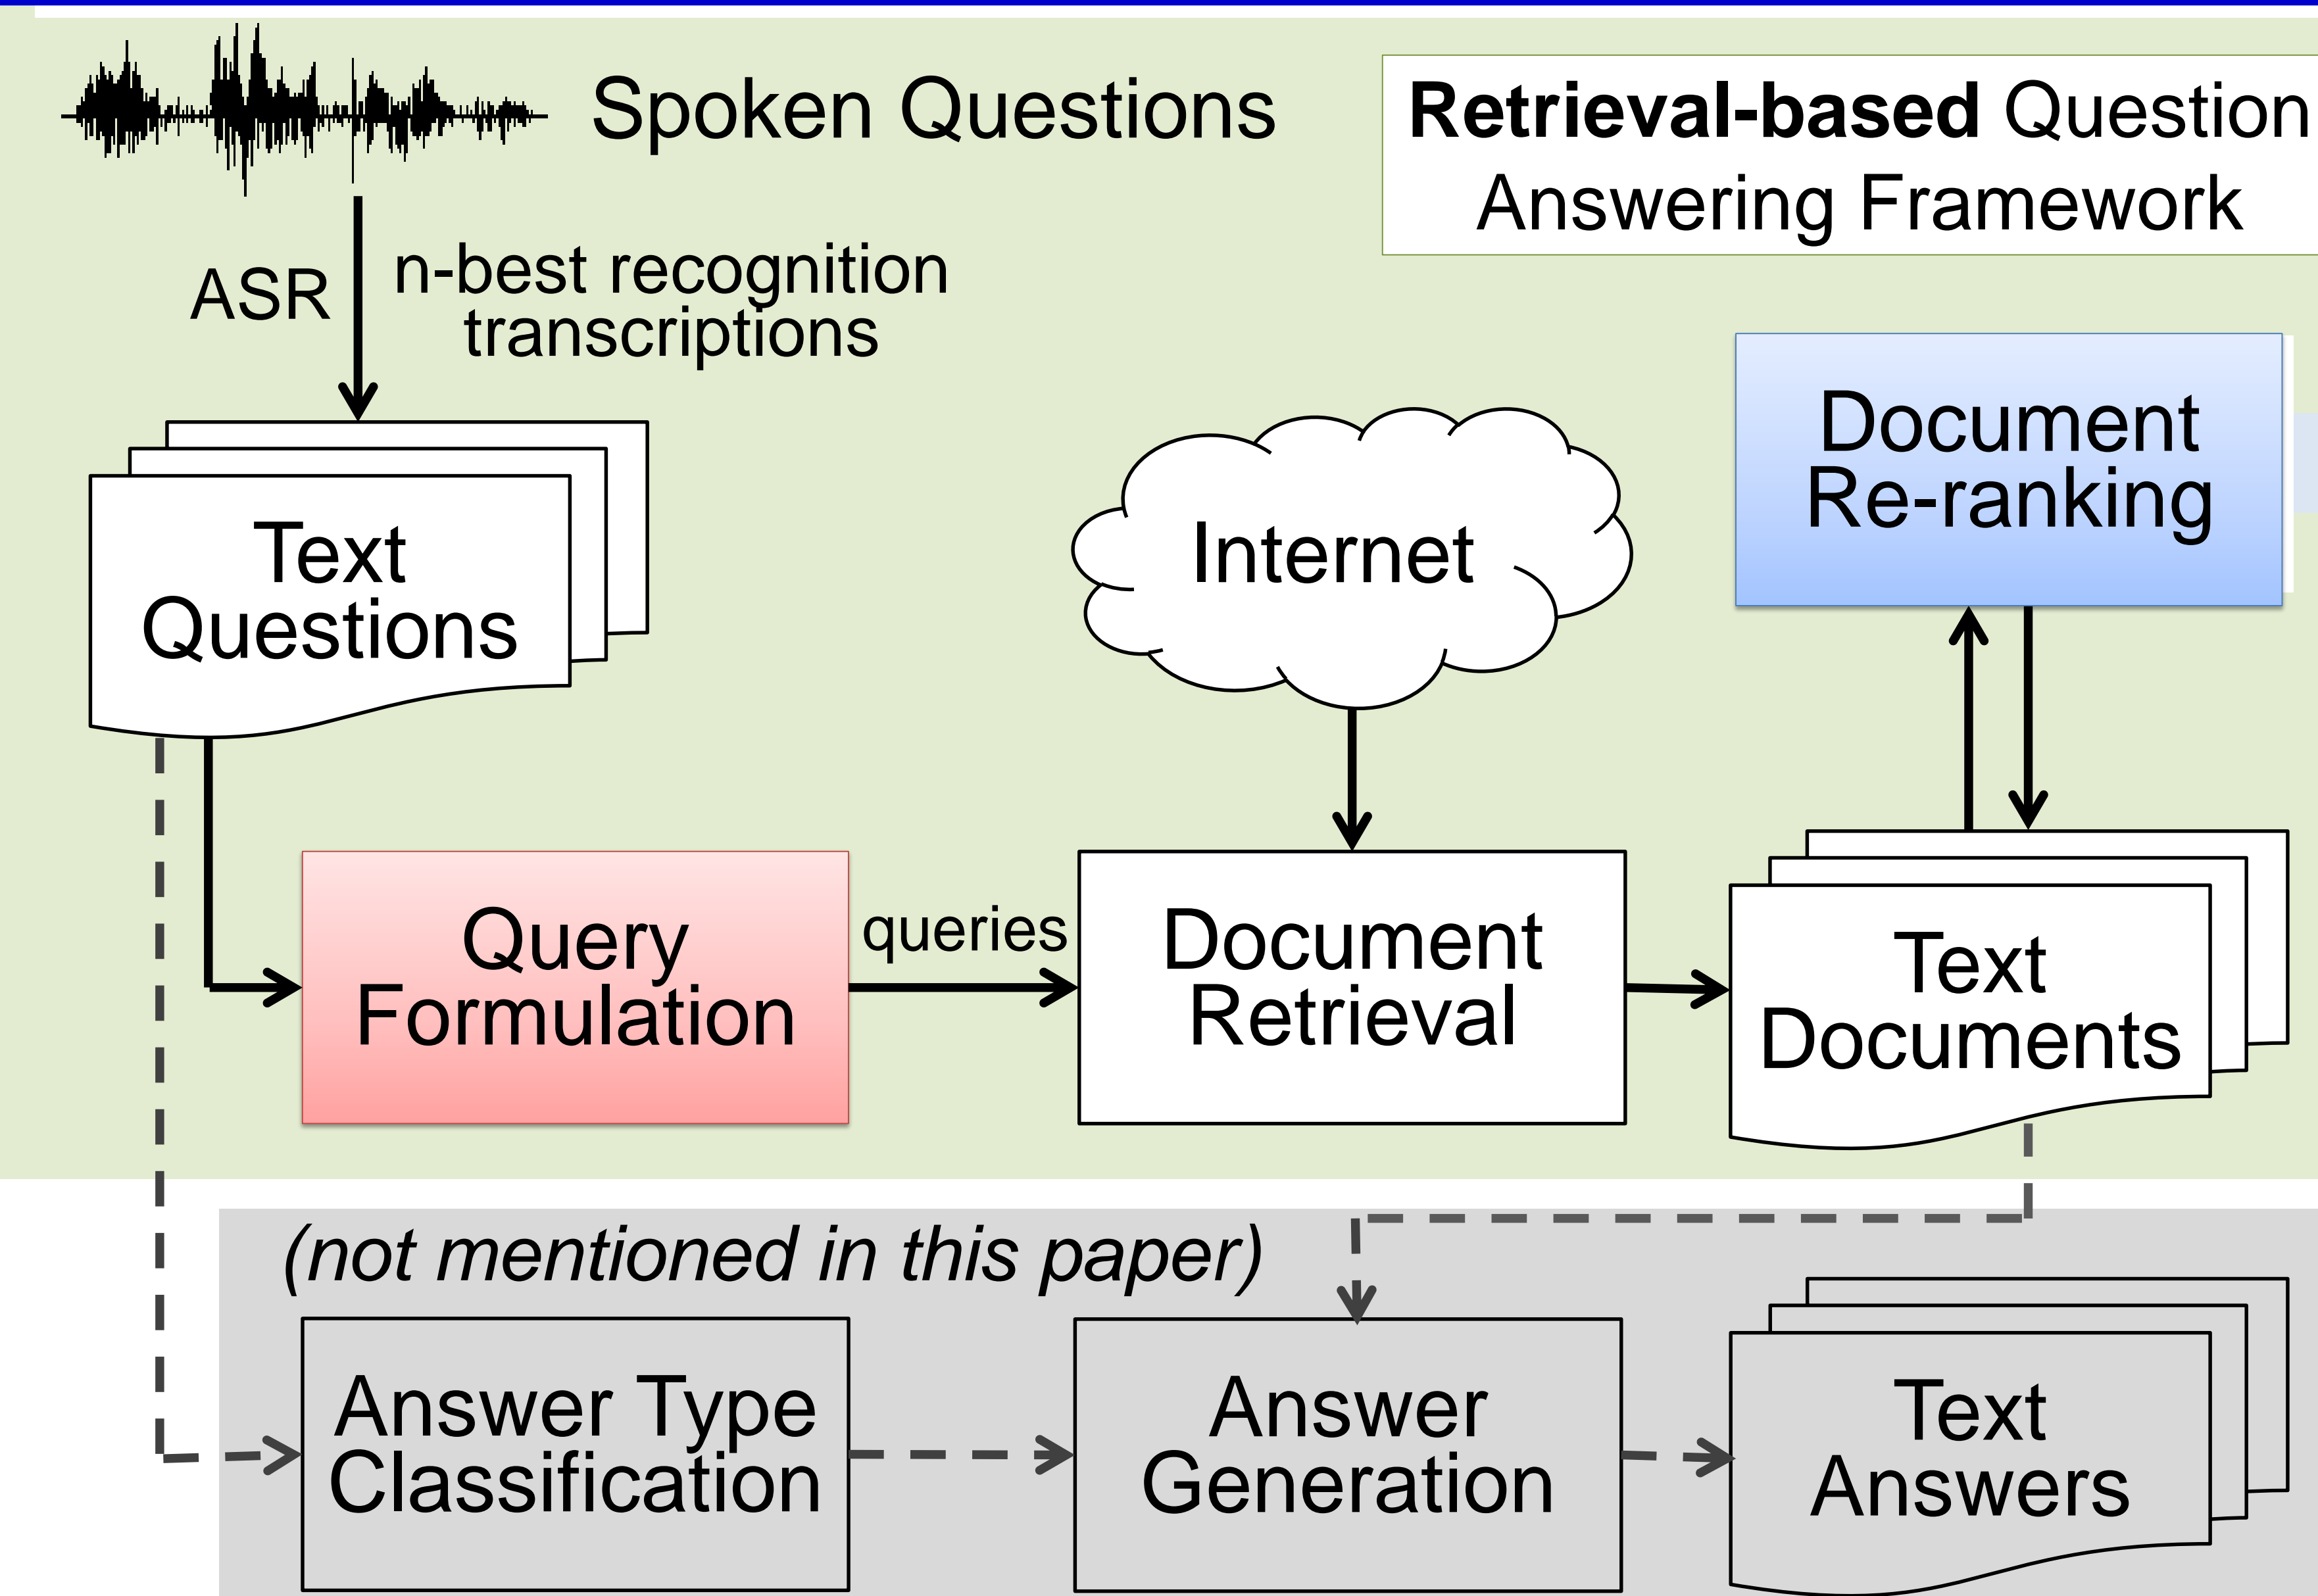 Spoken Questions
Retrieval-based Question
Answering Framework
ASR
n-best recognition
transcriptions
Text
Questions
Internet
Document
Re-ranking
Query
Formulation
queries
Document
Retrieval
Text
Documents
(not mentioned in this paper)
Answer Type
Classification
Answer
Generation
Text
Answers